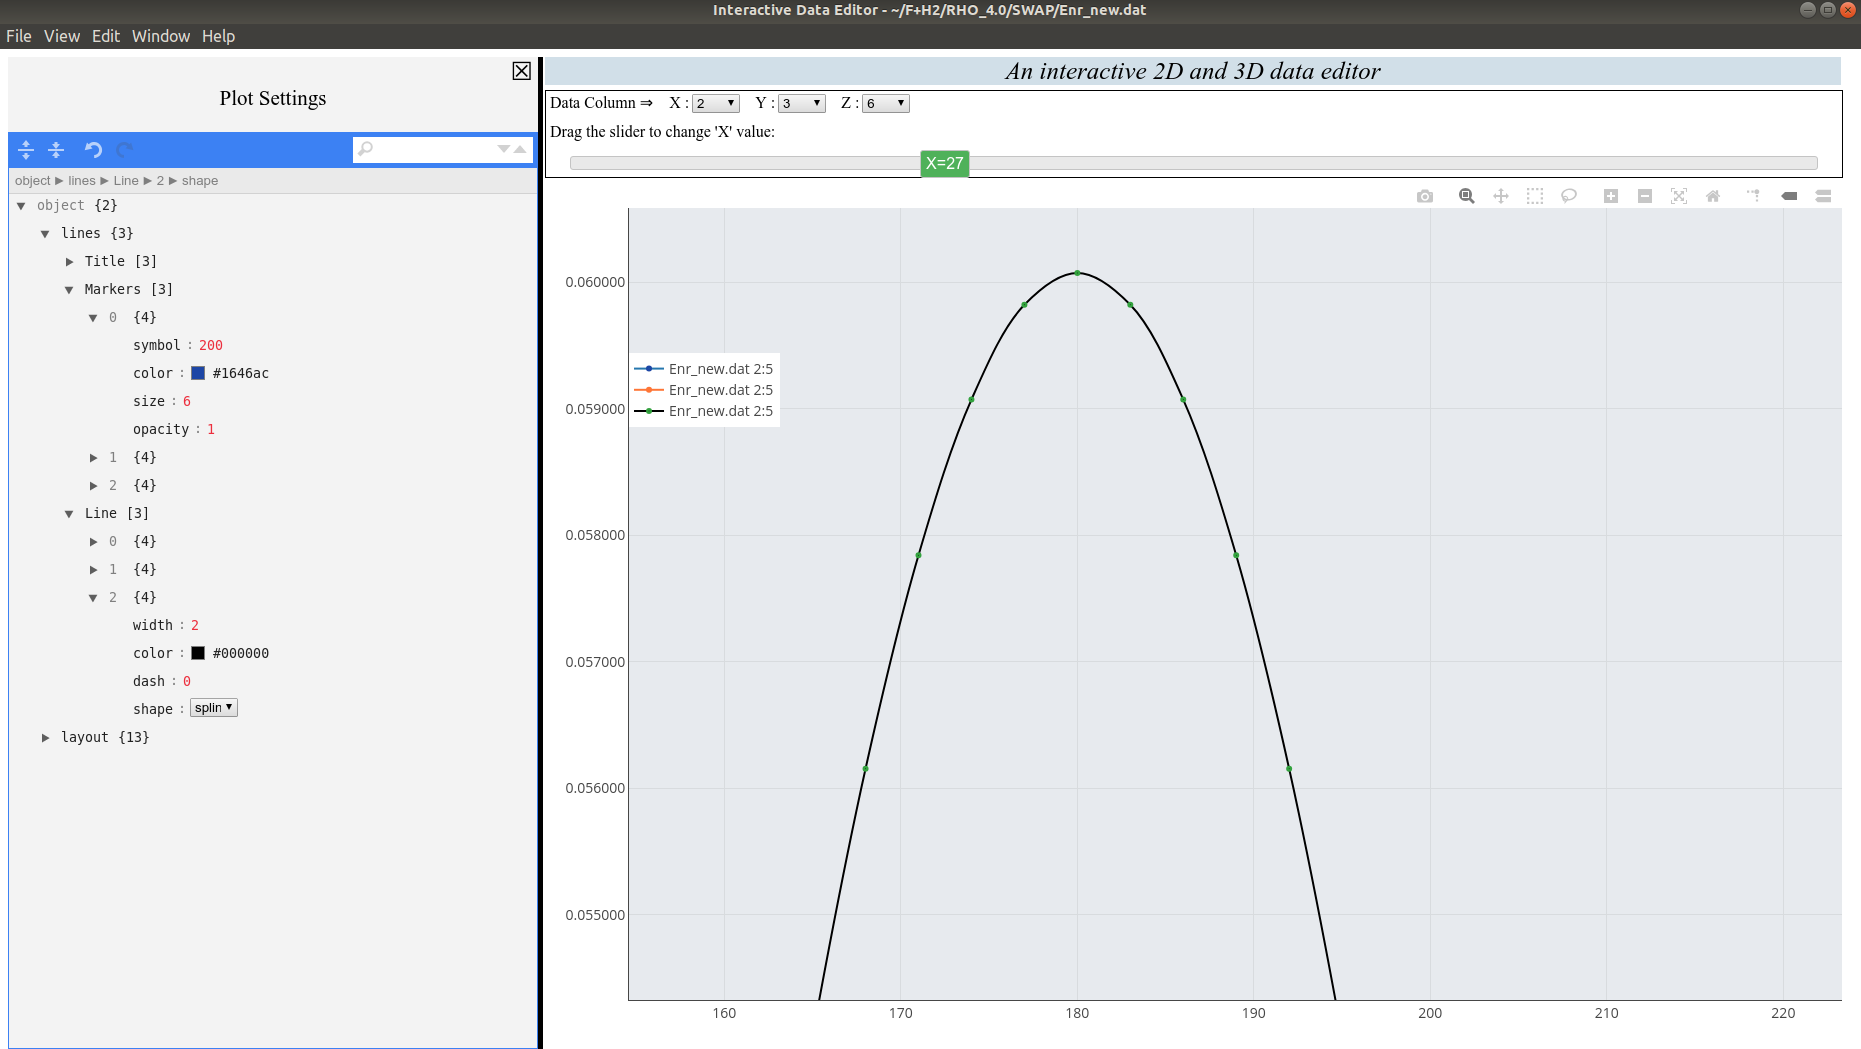 Interactive Data Editor - ~/F+H2/RHO_4.0/SWAP/Enr_new.dat
File View Edit Window Help
Plot Settings
object ► lines ► Line ► 2 ► shape
object {2}
lines {3}
Title [3]
Markers [3]
0 {4}
symbol : 200
color : #1646ac
size : 6
opacity : 1
1 {4}
2 {4}
Line [3]
0 {4}
1 {4}
2 {4}
width : 2
color : #000000
dash : 0
shape : splin
layout {13}
An interactive 2D and 3D data editor
Data Column ⇒ X : 2 Y : 3 Z : 6
Drag the slider to change 'X' value:
X=27
0.060000
0.059000
0.058000
0.057000
0.056000
0.055000
Enr_new.dat 2:5
Enr_new.dat 2:5
Enr_new.dat 2:5
160 170 180 190 200 210 220